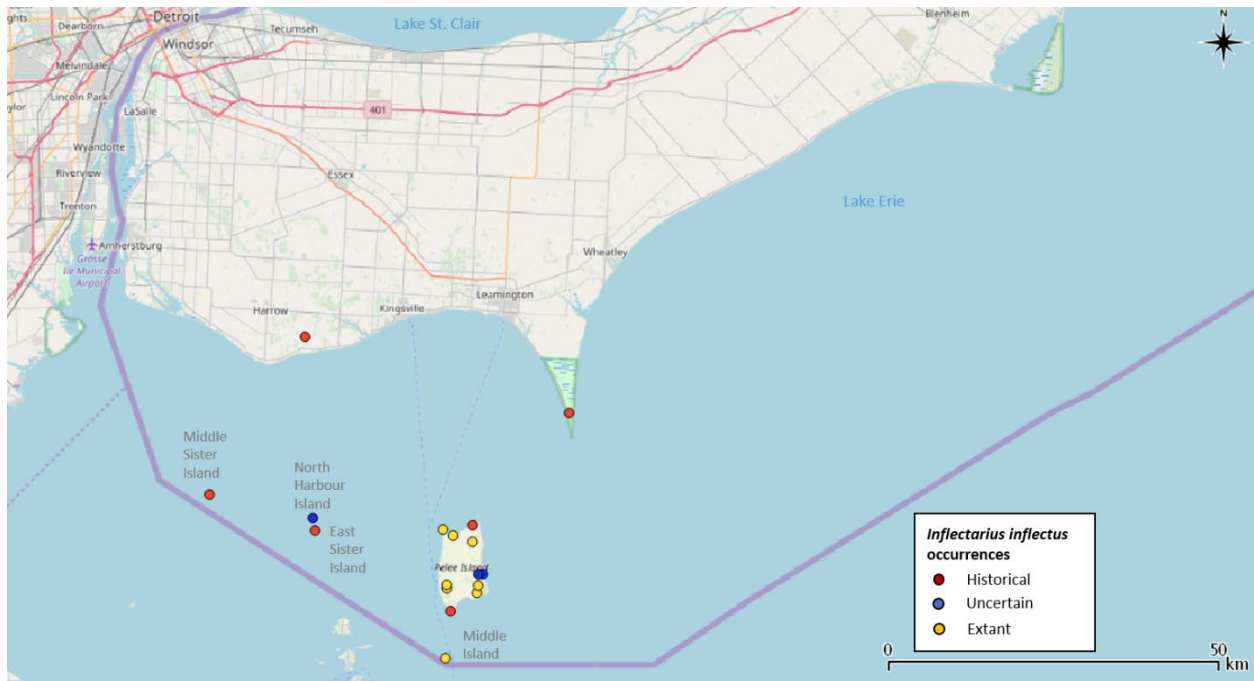 ghts
Dearborn
Detroit
Windsor
Tecumseh
Lake St. Clair
Blenheim
N
Melvindale
Lincoln Park
aylor
LaSalle
401
Wyandotte
Riverview
Essex
Trenton
Lake Erie
Amherstburg
Grosse
Ile Municipal
Airport
Wheatley
Leamington
Harrow
Kingsville
Middle
Sister
Island
North
Harbour
Island
East
Sister
Island
Pelee Island
Middle
Island
Inflectarius inflectus
occurrences
Historical
Uncertain
Extant
0
50
km